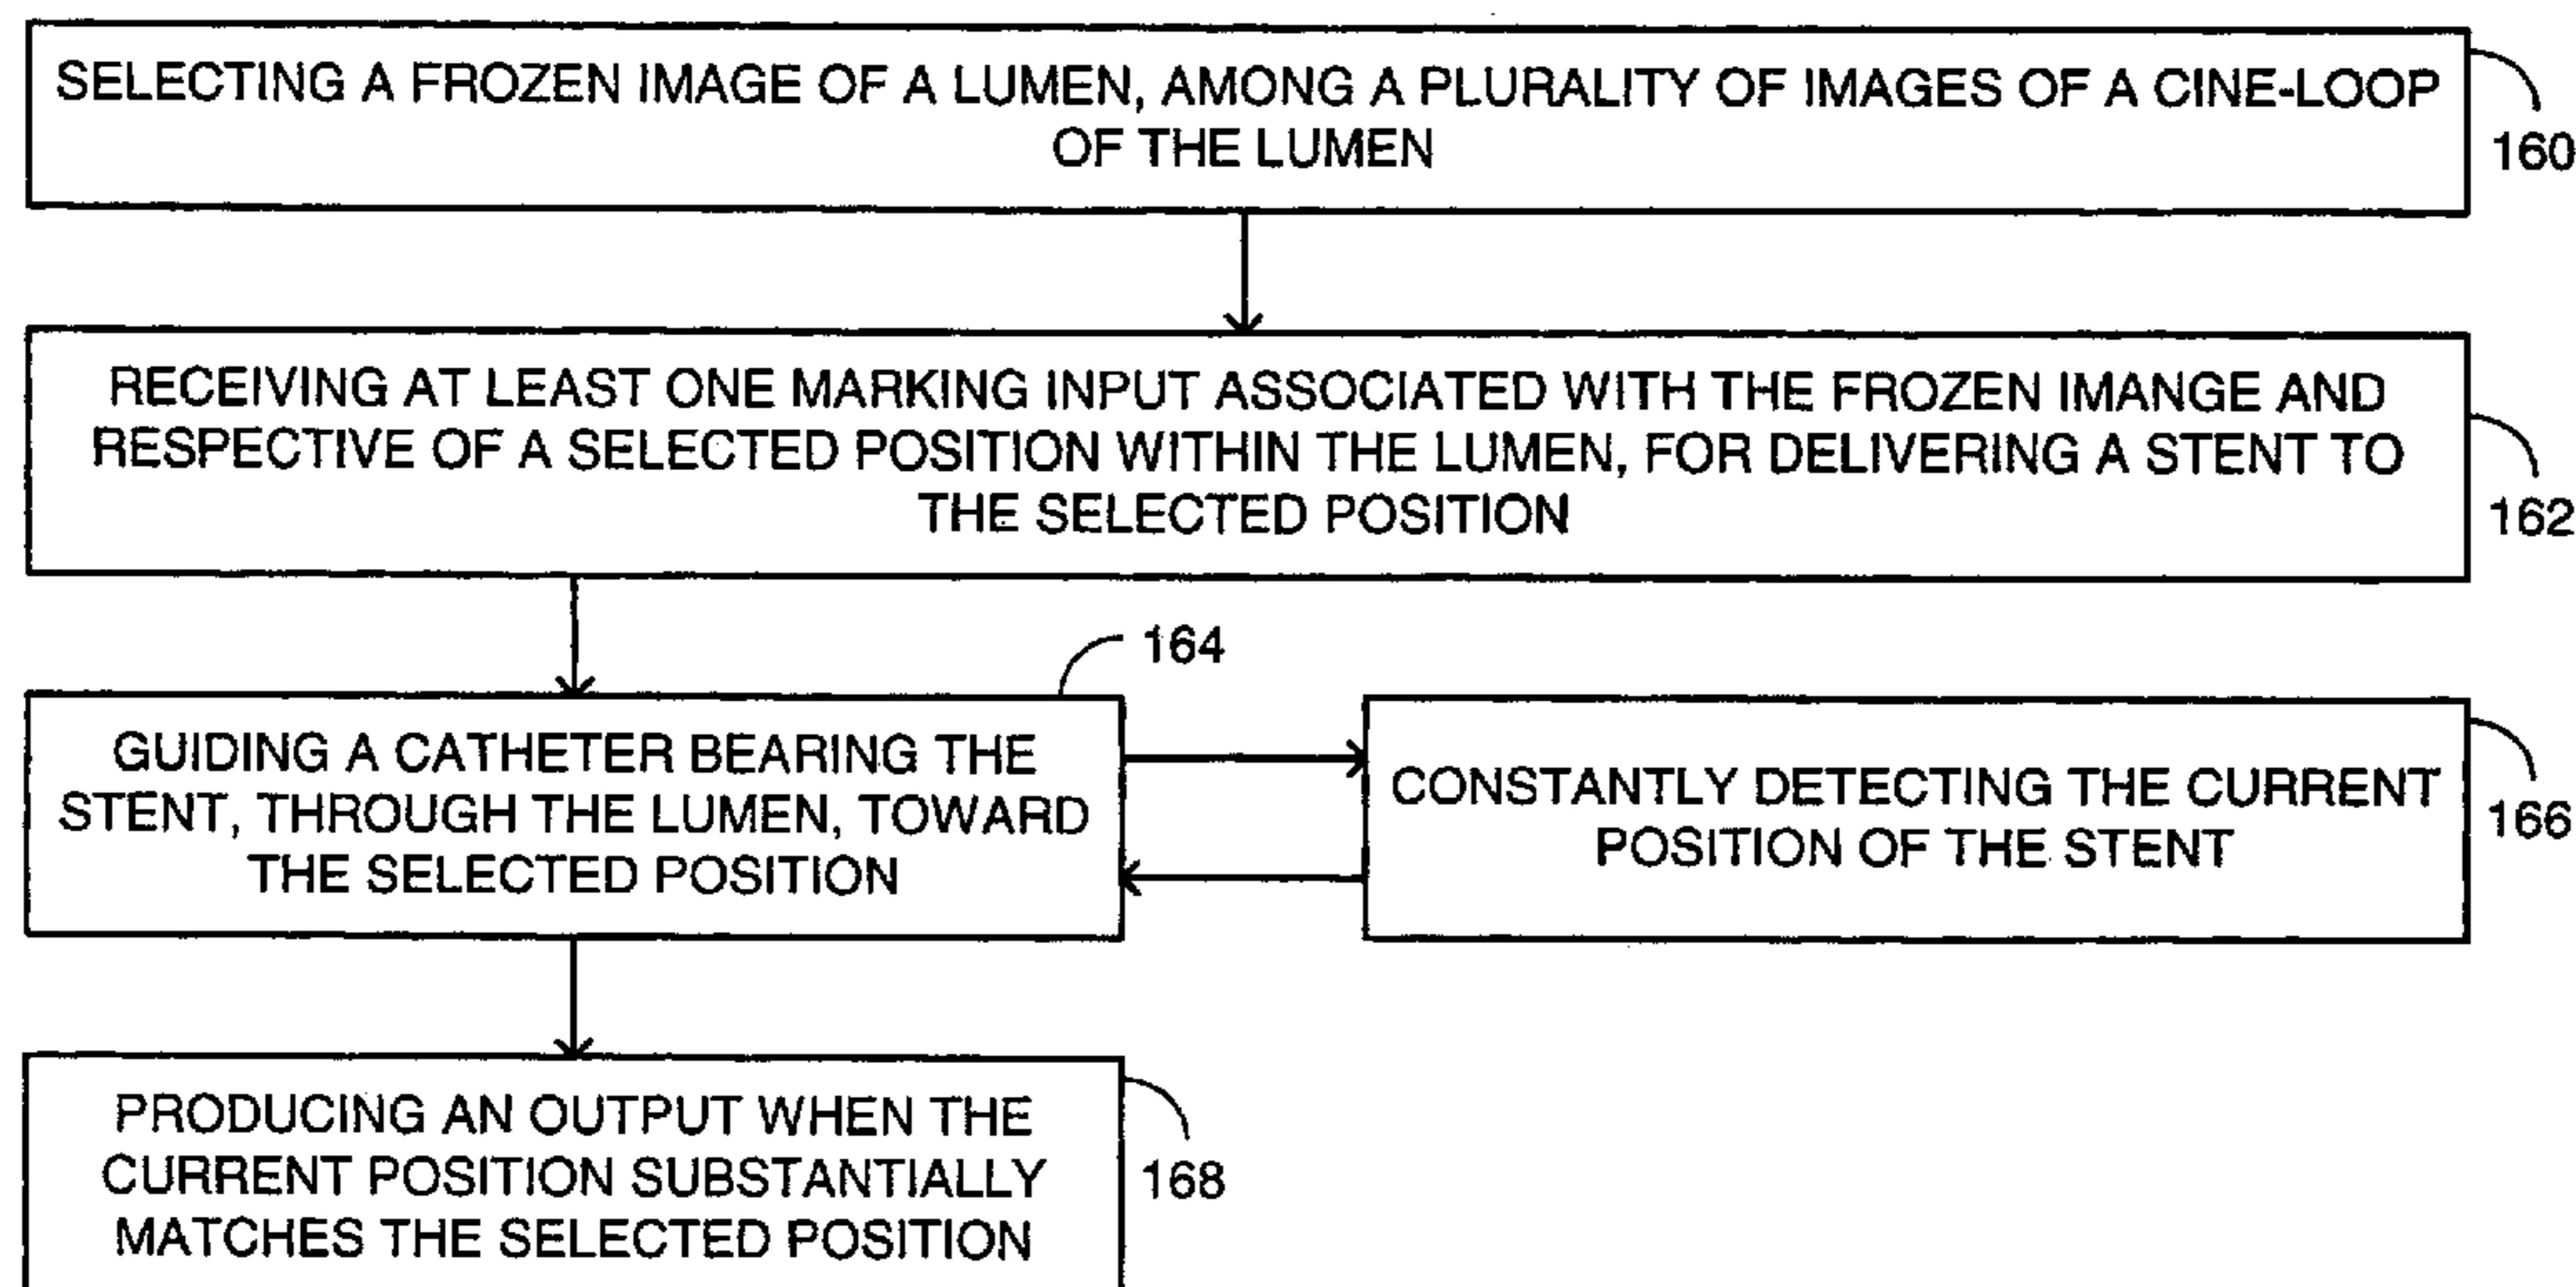 SELECTING A FROZEN IMAGE OF A LUMEN, AMONG A PLURALITY OF IMAGES OF A CINE-LOOP
OF THE LUMEN
160
RECEIVING AT LEAST ONE MARKING INPUT ASSOCIATED WITH THE FROZEN IMANGE AND
RESPECTIVE OF A SELECTED POSITION WITHIN THE LUMEN, FOR DELIVERING A STENT TO
THE SELECTED POSITION
162
164
GUIDING A CATHETER BEARING THE
STENT, THROUGH THE LUMEN, TOWARD
THE SELECTED POSITION
CONSTANTLY DETECTING THE CURRENT
POSITION OF THE STENT
166
PRODUCING AN OUTPUT WHEN THE
CURRENT POSITION SUBSTANTIALLY
MATCHES THE SELECTED POSITION
168